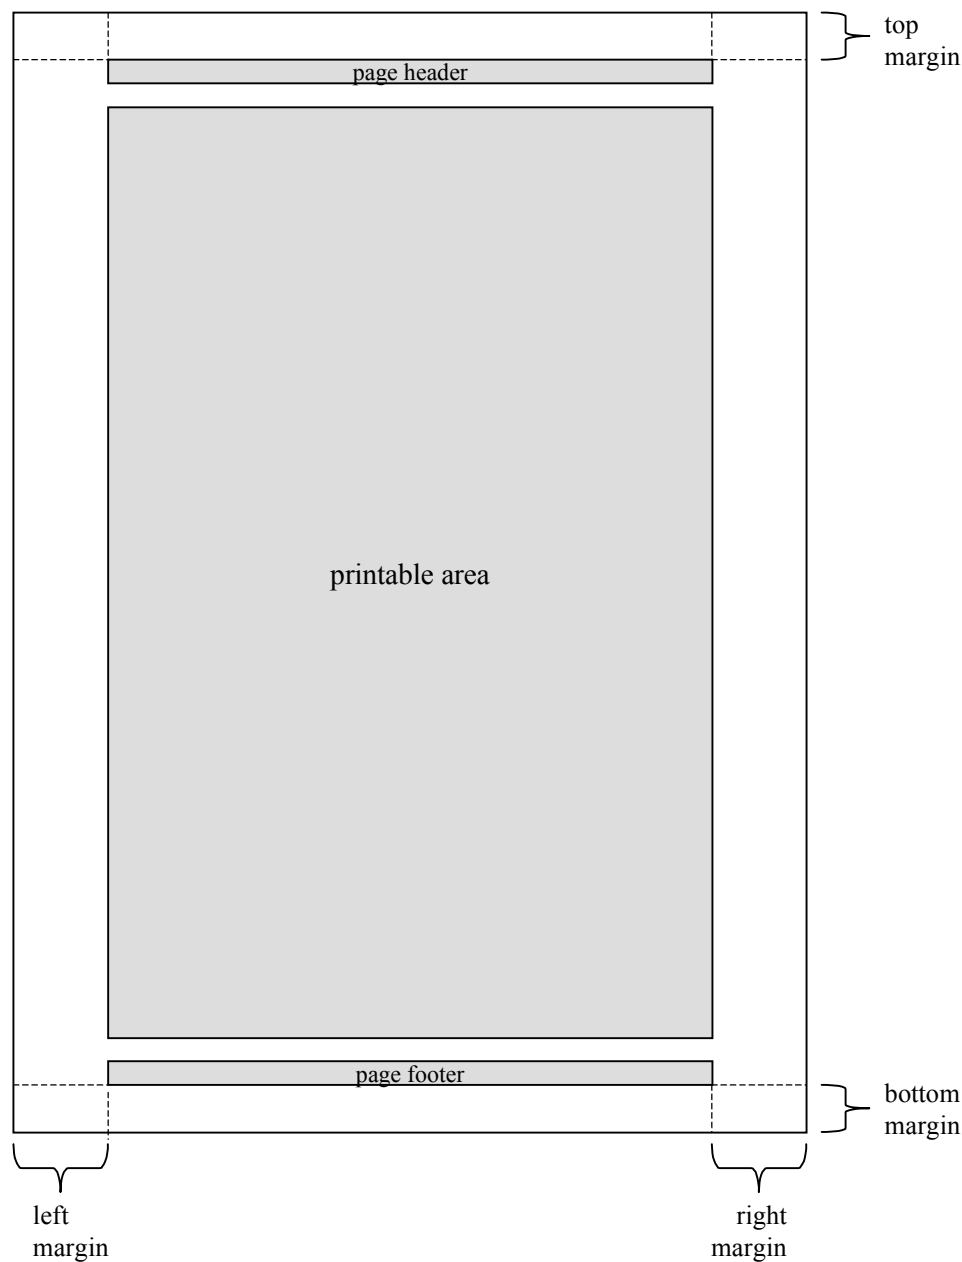 top
margin
page header
printable area
page footer
bottom
margin
left
margin
right
margin